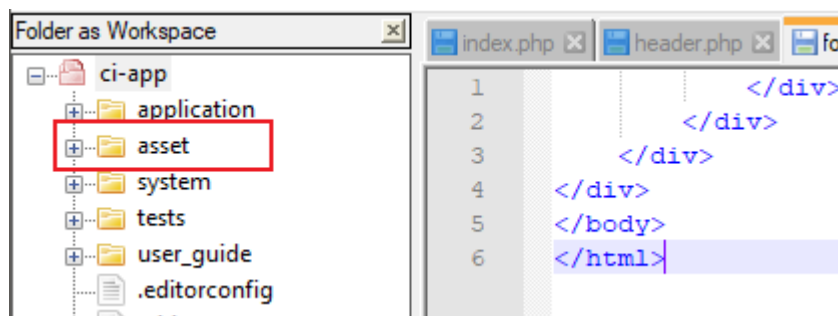 Folder as Workspace
ci-app
application
asset
system
tests
user_guide
.editorconfig
index.php
header.php
1 </div>
2 </div>
3 </div>
4 </div>
5 </body>
6 </html>